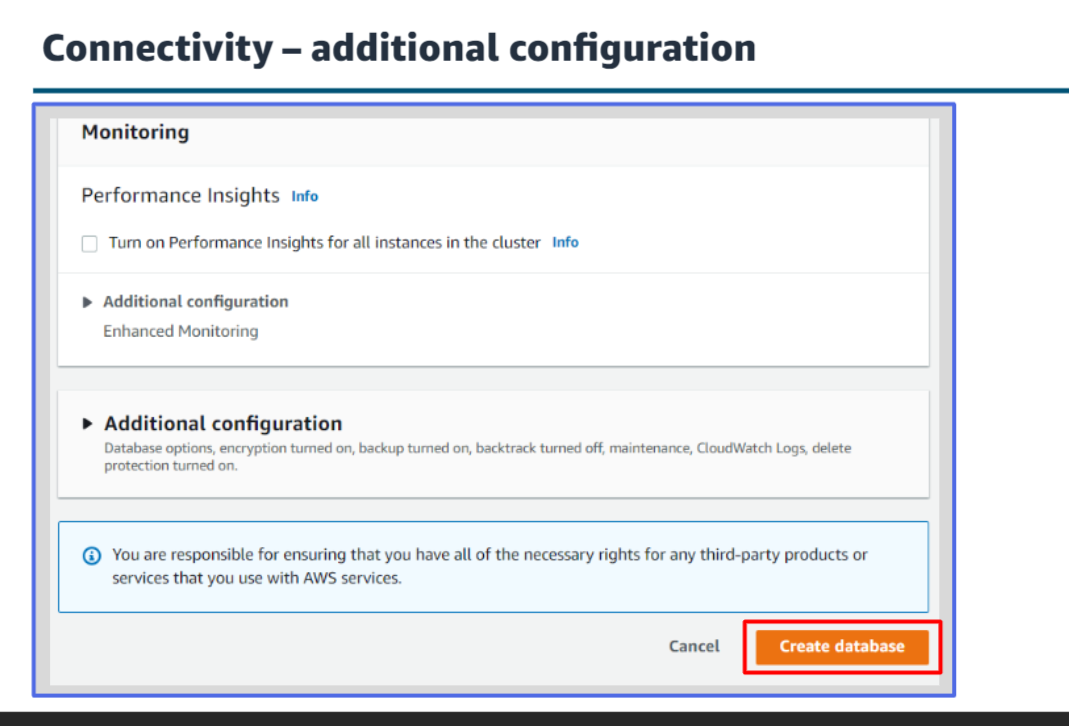 Connectivity – additional configuration
Monitoring
Performance Insights Info
Turn on Performance Insights for all instances in the cluster Info
Additional configuration
Enhanced Monitoring
Additional configuration
Database options, encryption turned on, backup turned on, backtrack turned off, maintenance, CloudWatch Logs, delete
protection turned on.
You are responsible for ensuring that you have all of the necessary rights for any third-party products or
services that you use with AWS services.
Cancel Create database